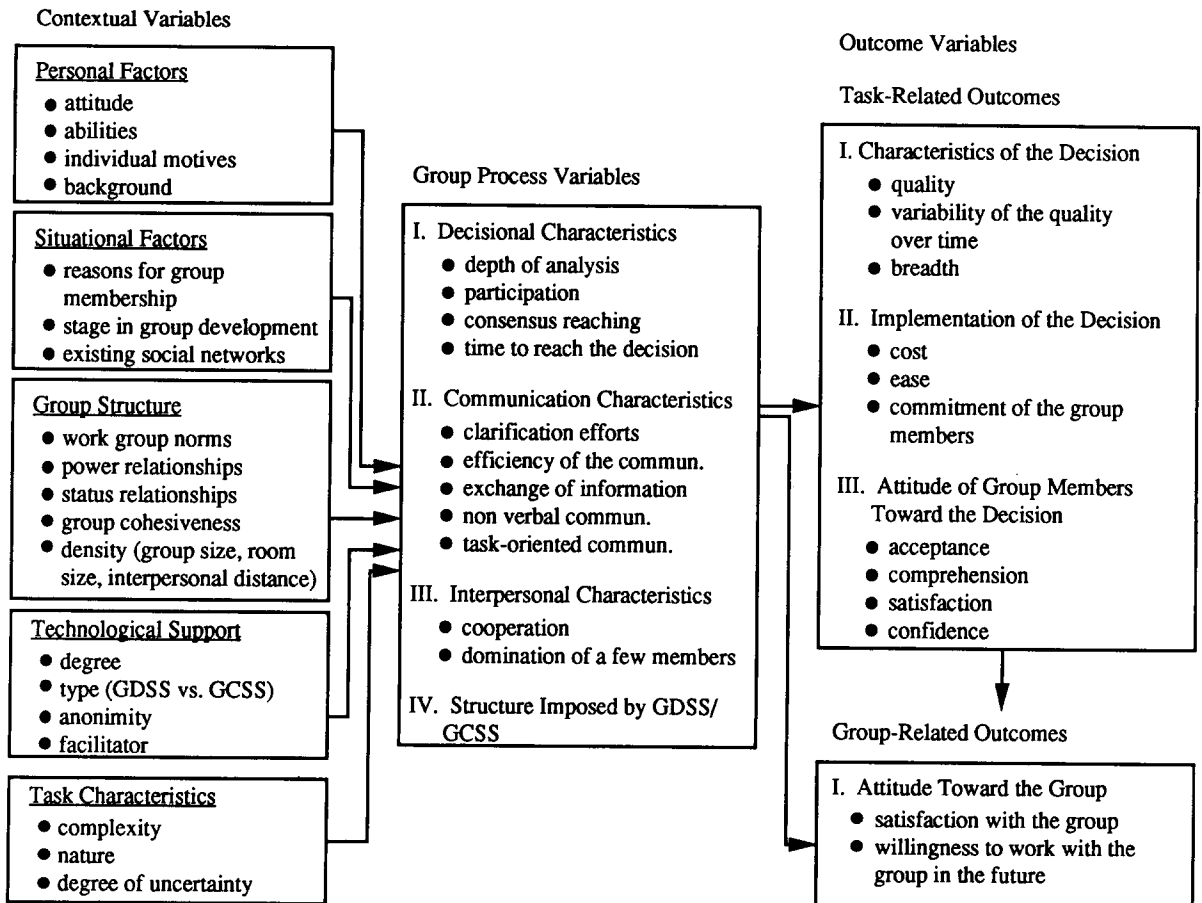 Contextual Variables
Personal Factors
● attitude
● abilities
● individual motives
● background
Situational Factors
● reasons for group
membership
● stage in group development
● existing social networks
Group Structure
● work group norms
● power relationships
● status relationships
● group cohesiveness
● density (group size, room
size, interpersonal distance)
Technological Support
● degree
● type (GDSS vs. GCSS)
● anonimity
● facilitator
Task Characteristics
● complexity
● nature
● degree of uncertainty
Group Process Variables
I. Decisional Characteristics
● depth of analysis
● participation
● consensus reaching
● time to reach the decision
II. Communication Characteristics
● clarification efforts
● efficiency of the commun.
● exchange of information
● non verbal commun.
● task-oriented commun.
III. Interpersonal Characteristics
● cooperation
● domination of a few members
IV. Structure Imposed by GDSS/
GCSS
Outcome Variables
Task-Related Outcomes
I. Characteristics of the Decision
● quality
● variability of the quality
over time
● breadth
II. Implementation of the Decision
● cost
● ease
● commitment of the group
members
III. Attitude of Group Members
Toward the Decision
● acceptance
● comprehension
● satisfaction
● confidence
Group-Related Outcomes
I. Attitude Toward the Group
● satisfaction with the group
● willingness to work with the
group in the future